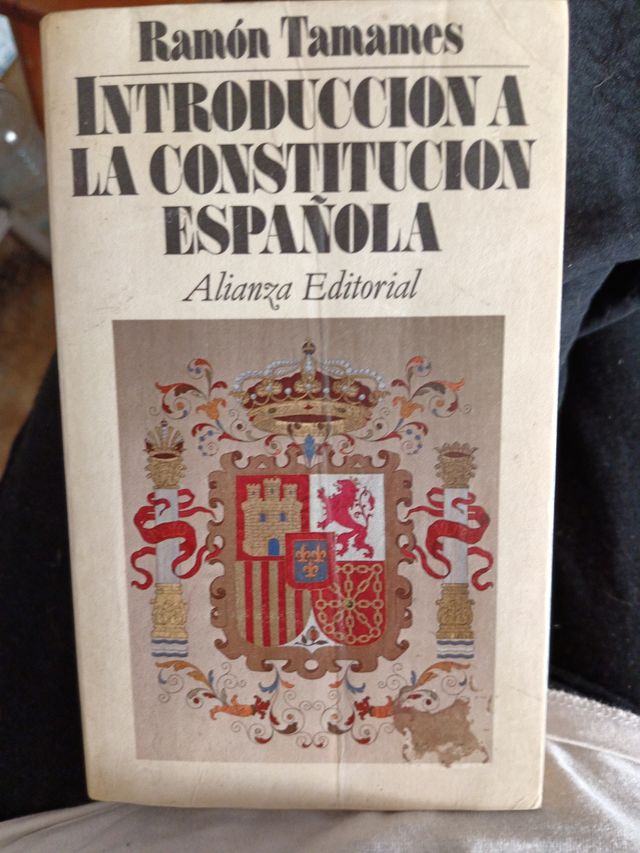 Ramón Tamames
INTRODUCCION A
LA CONSTITUCION
ESPAÑOLA
Alianza Editorial